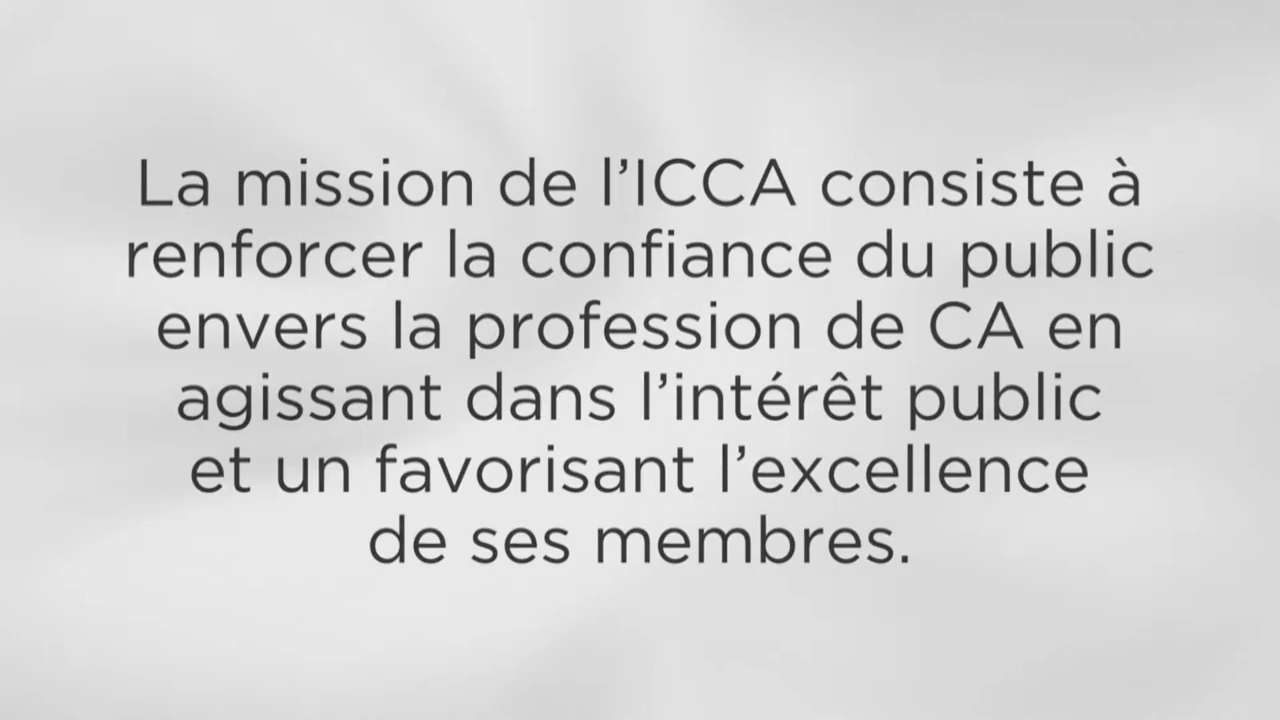 La mission de l’ICCA consiste à
renforcer la confiance du public
envers la profession de CA en
agissant dans l’intérêt public
et un favorisant l’excellence
de ses membres.